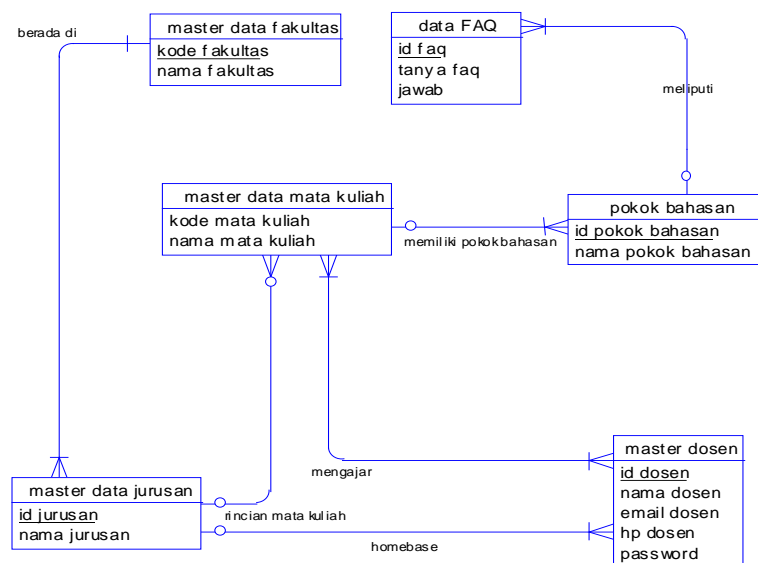 berada di
master data fakultas
kode fakultas
nama fakultas
data FAQ
id faq
tanya faq
jawab
meliputi
master data mata kuliah
kode mata kuliah
nama mata kuliah
memiliki pokok bahasan
pokok bahasan
id pokok bahasan
nama pokok bahasan
mengajar
master dosen
id dosen
nama dosen
email dosen
hp dosen
password
master data jurusan
id jurusan
nama jurusan
rincian mata kuliah
homebase